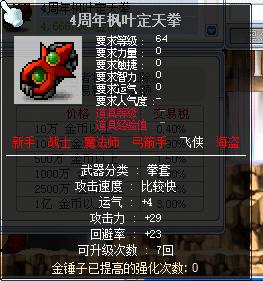 4周年枫叶定天拳
要求等级: 64
要求力量: 0
要求敏捷: 0
要求智力: 0
要求运气: 0
要求人气度: -
道具等级
道具经验值
价格 交易税
新手 战士 魔法师 弓箭手 飞侠 海盗
武器分类 : 拳套
攻击速度 : 比较快
运气 : +4
攻击力 : +29
回避率 : +23
可升级次数 : 7回
金锤子已提高的强化次数: 0